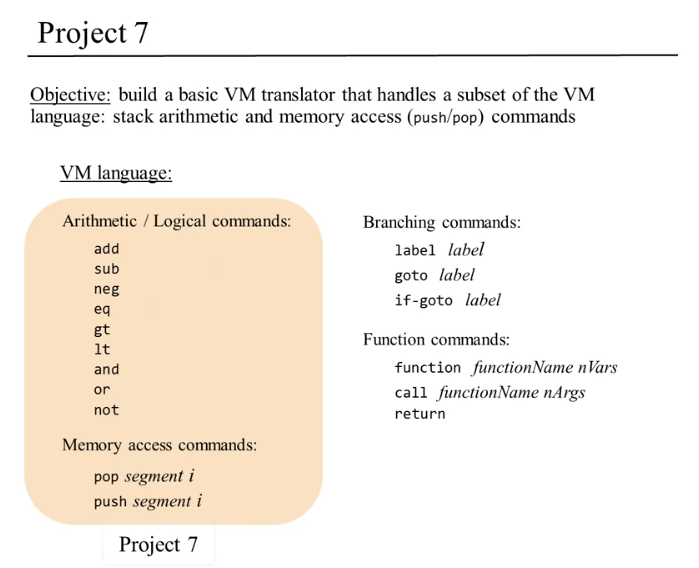 Project 7
Objective: build a basic VM translator that handles a subset of the VM
language: stack arithmetic and memory access (push/pop) commands
VM language:
Arithmetic / Logical commands:
add
sub
neg
eq
gt
lt
and
or
not
Memory access commands:
pop segment i
push segment i
Project 7
Branching commands:
label label
goto label
if-goto label
Function commands:
function functionName nVars
call functionName nArgs
return